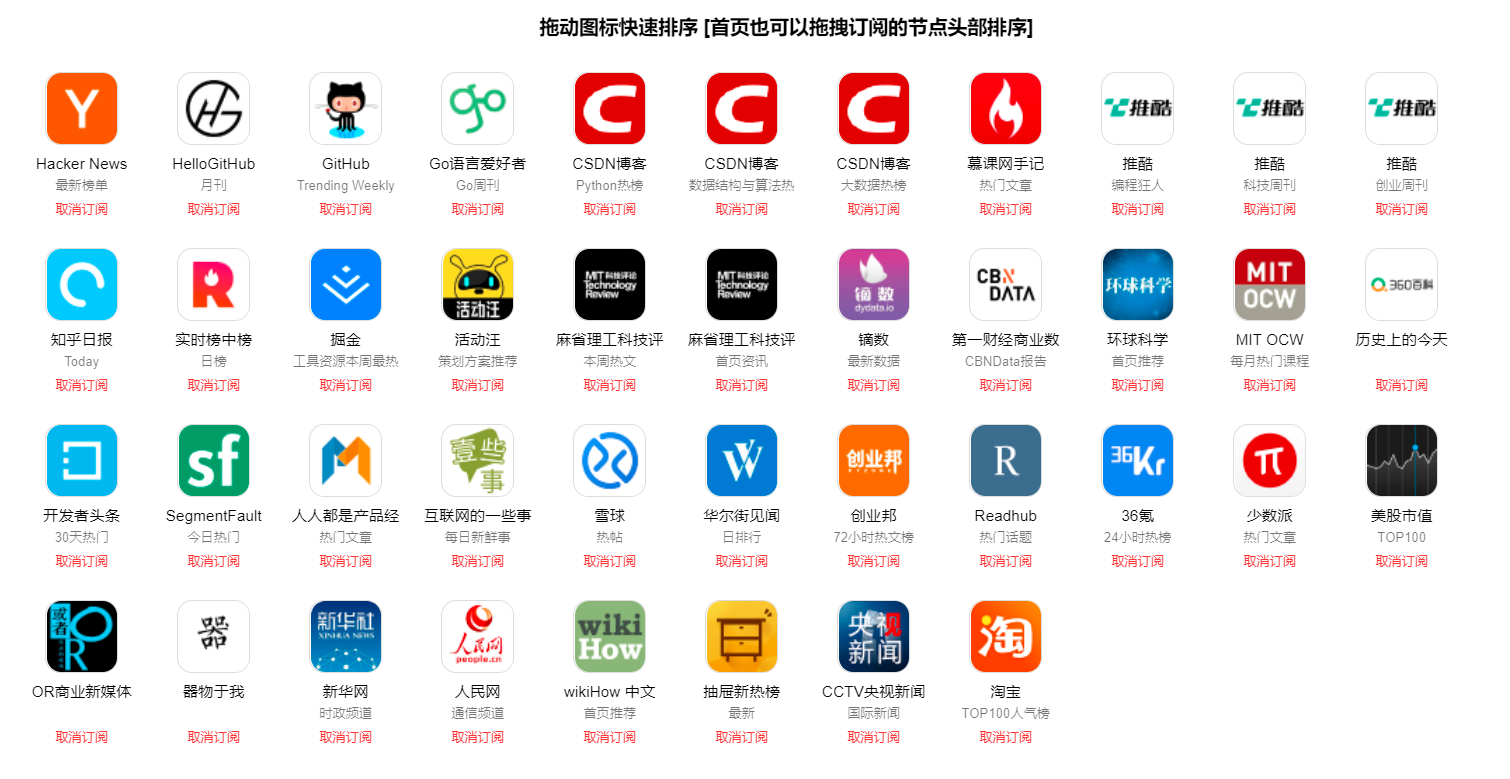 拖动图标快速排序 [首页也可以拖拽订阅的节点头部排序]
Y
推酷 推酷 推酷
Hacker News HelloGitHub GitHub Go语言爱好者 CSDN博客 CSDN博客 CSDN博客 慕课网手记 推酷 推酷 推酷
最新榜单 月刊 Trending Weekly Go周刊 Python热榜 数据结构与算法热 大数据热榜 热门文章 编程狂人 科技周刊 创业周刊
取消订阅 取消订阅 取消订阅 取消订阅 取消订阅 取消订阅 取消订阅 取消订阅 取消订阅 取消订阅 取消订阅
R
活动汪
MIT 科技评论
Technology
Review
MIT 科技评论
Technology
Review
镝数
dydata.io
CBN
DATA
环球科学
MIT
OCW
360百科
知乎日报 实时榜中榜 掘金 活动汪 麻省理工科技评 麻省理工科技评 镝数 第一财经商业数 环球科学 MIT OCW 历史上的今天
Today 日榜 工具资源本周最热 策划方案推荐 本周热文 首页资讯 最新数据 CBNData报告 首页推荐 每月热门课程
取消订阅 取消订阅 取消订阅 取消订阅 取消订阅 取消订阅 取消订阅 取消订阅 取消订阅 取消订阅 取消订阅
sf
壹些事
W
创业邦
R
36Kr
π
开发者头条 SegmentFault 人人都是产品经 互联网的一些事 雪球 华尔街见闻 创业邦 Readhub 36氪 少数派 美股市值
30天热门 今日热门 热门文章 每日新鲜事 热帖 日排行 72小时热文榜 热门话题 24小时热榜 热门文章 TOP100
取消订阅 取消订阅 取消订阅 取消订阅 取消订阅 取消订阅 取消订阅 取消订阅 取消订阅 取消订阅 取消订阅
或者
OR
器
新华社
XINHUA NEWS
人民网
people.cn
wiki
How
央视
新闻
淘
OR商业新媒体 器物于我 新华网 人民网 wikiHow 中文 抽屉新热榜 CCTV央视新闻 淘宝
时政频道 通信频道 首页推荐 最新 国际新闻 TOP100人气榜
取消订阅 取消订阅 取消订阅 取消订阅 取消订阅 取消订阅 取消订阅 取消订阅